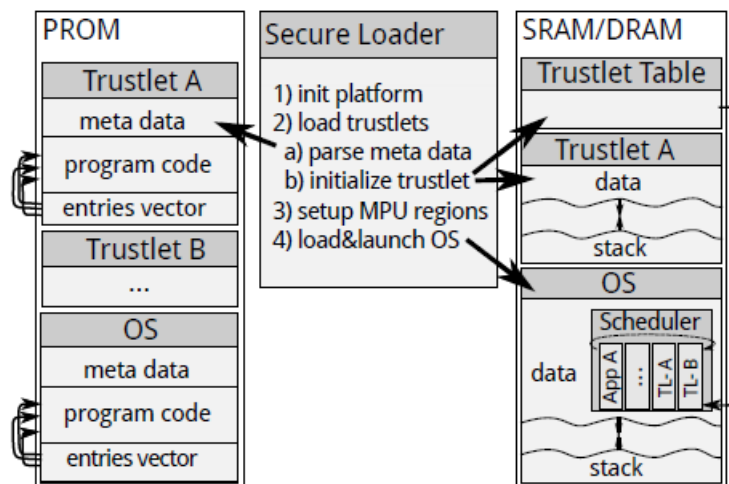 PROM
Trustlet A
meta data
program code
entries vector
Trustlet B
...
OS
meta data
program code
entries vector
Secure Loader
1) init platform
2) load trustlets
a) parse meta data
b) initialize trustlet
3) setup MPU regions
4) load&launch OS
SRAM/DRAM
Trustlet Table
Trustlet A
data
stack
OS
Scheduler
data
App A
...
TL- A
TL- B
stack